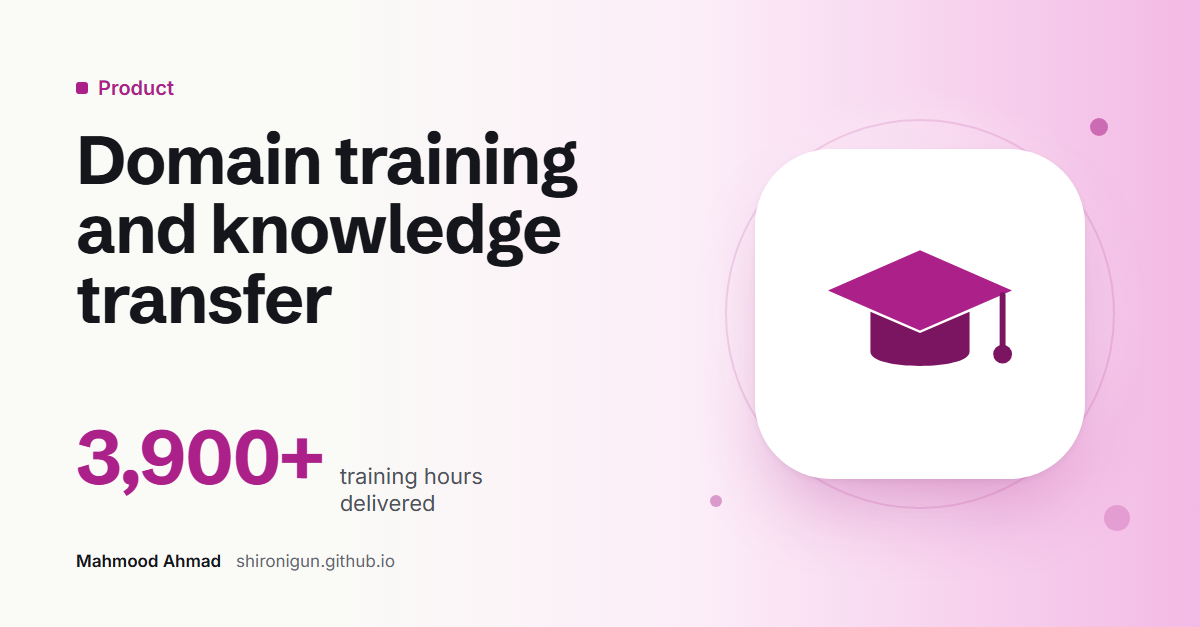 Product
Domain training
and knowledge
transfer
3,900+
training hours
delivered
Mahmood Ahmad shironigun.github.io